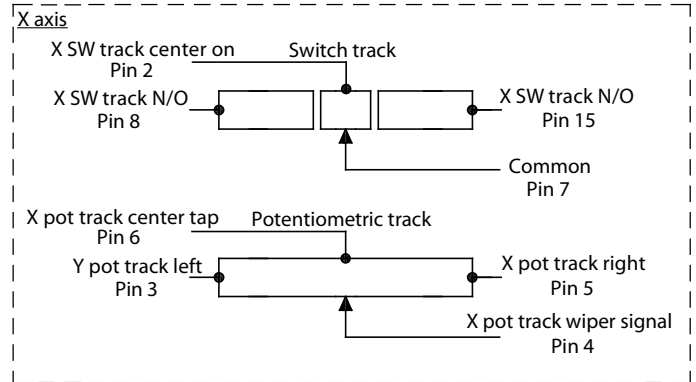 X axis
X SW track center on
Pin 2
Switch track
X SW track N/O
Pin 8
X SW track N/O
Pin 15
Common
Pin 7
X pot track center tap
Pin 6
Potentiometric track
Y pot track left
Pin 3
X pot track right
Pin 5
X pot track wiper signal
Pin 4